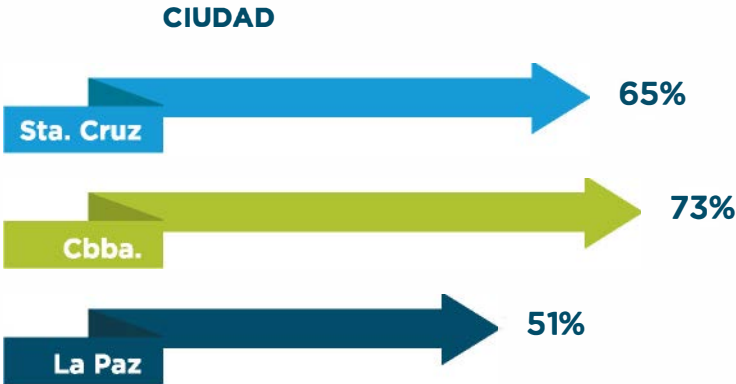 CIUDAD
65%
Sta. Cruz
73%
Cbba.
51%
La Paz